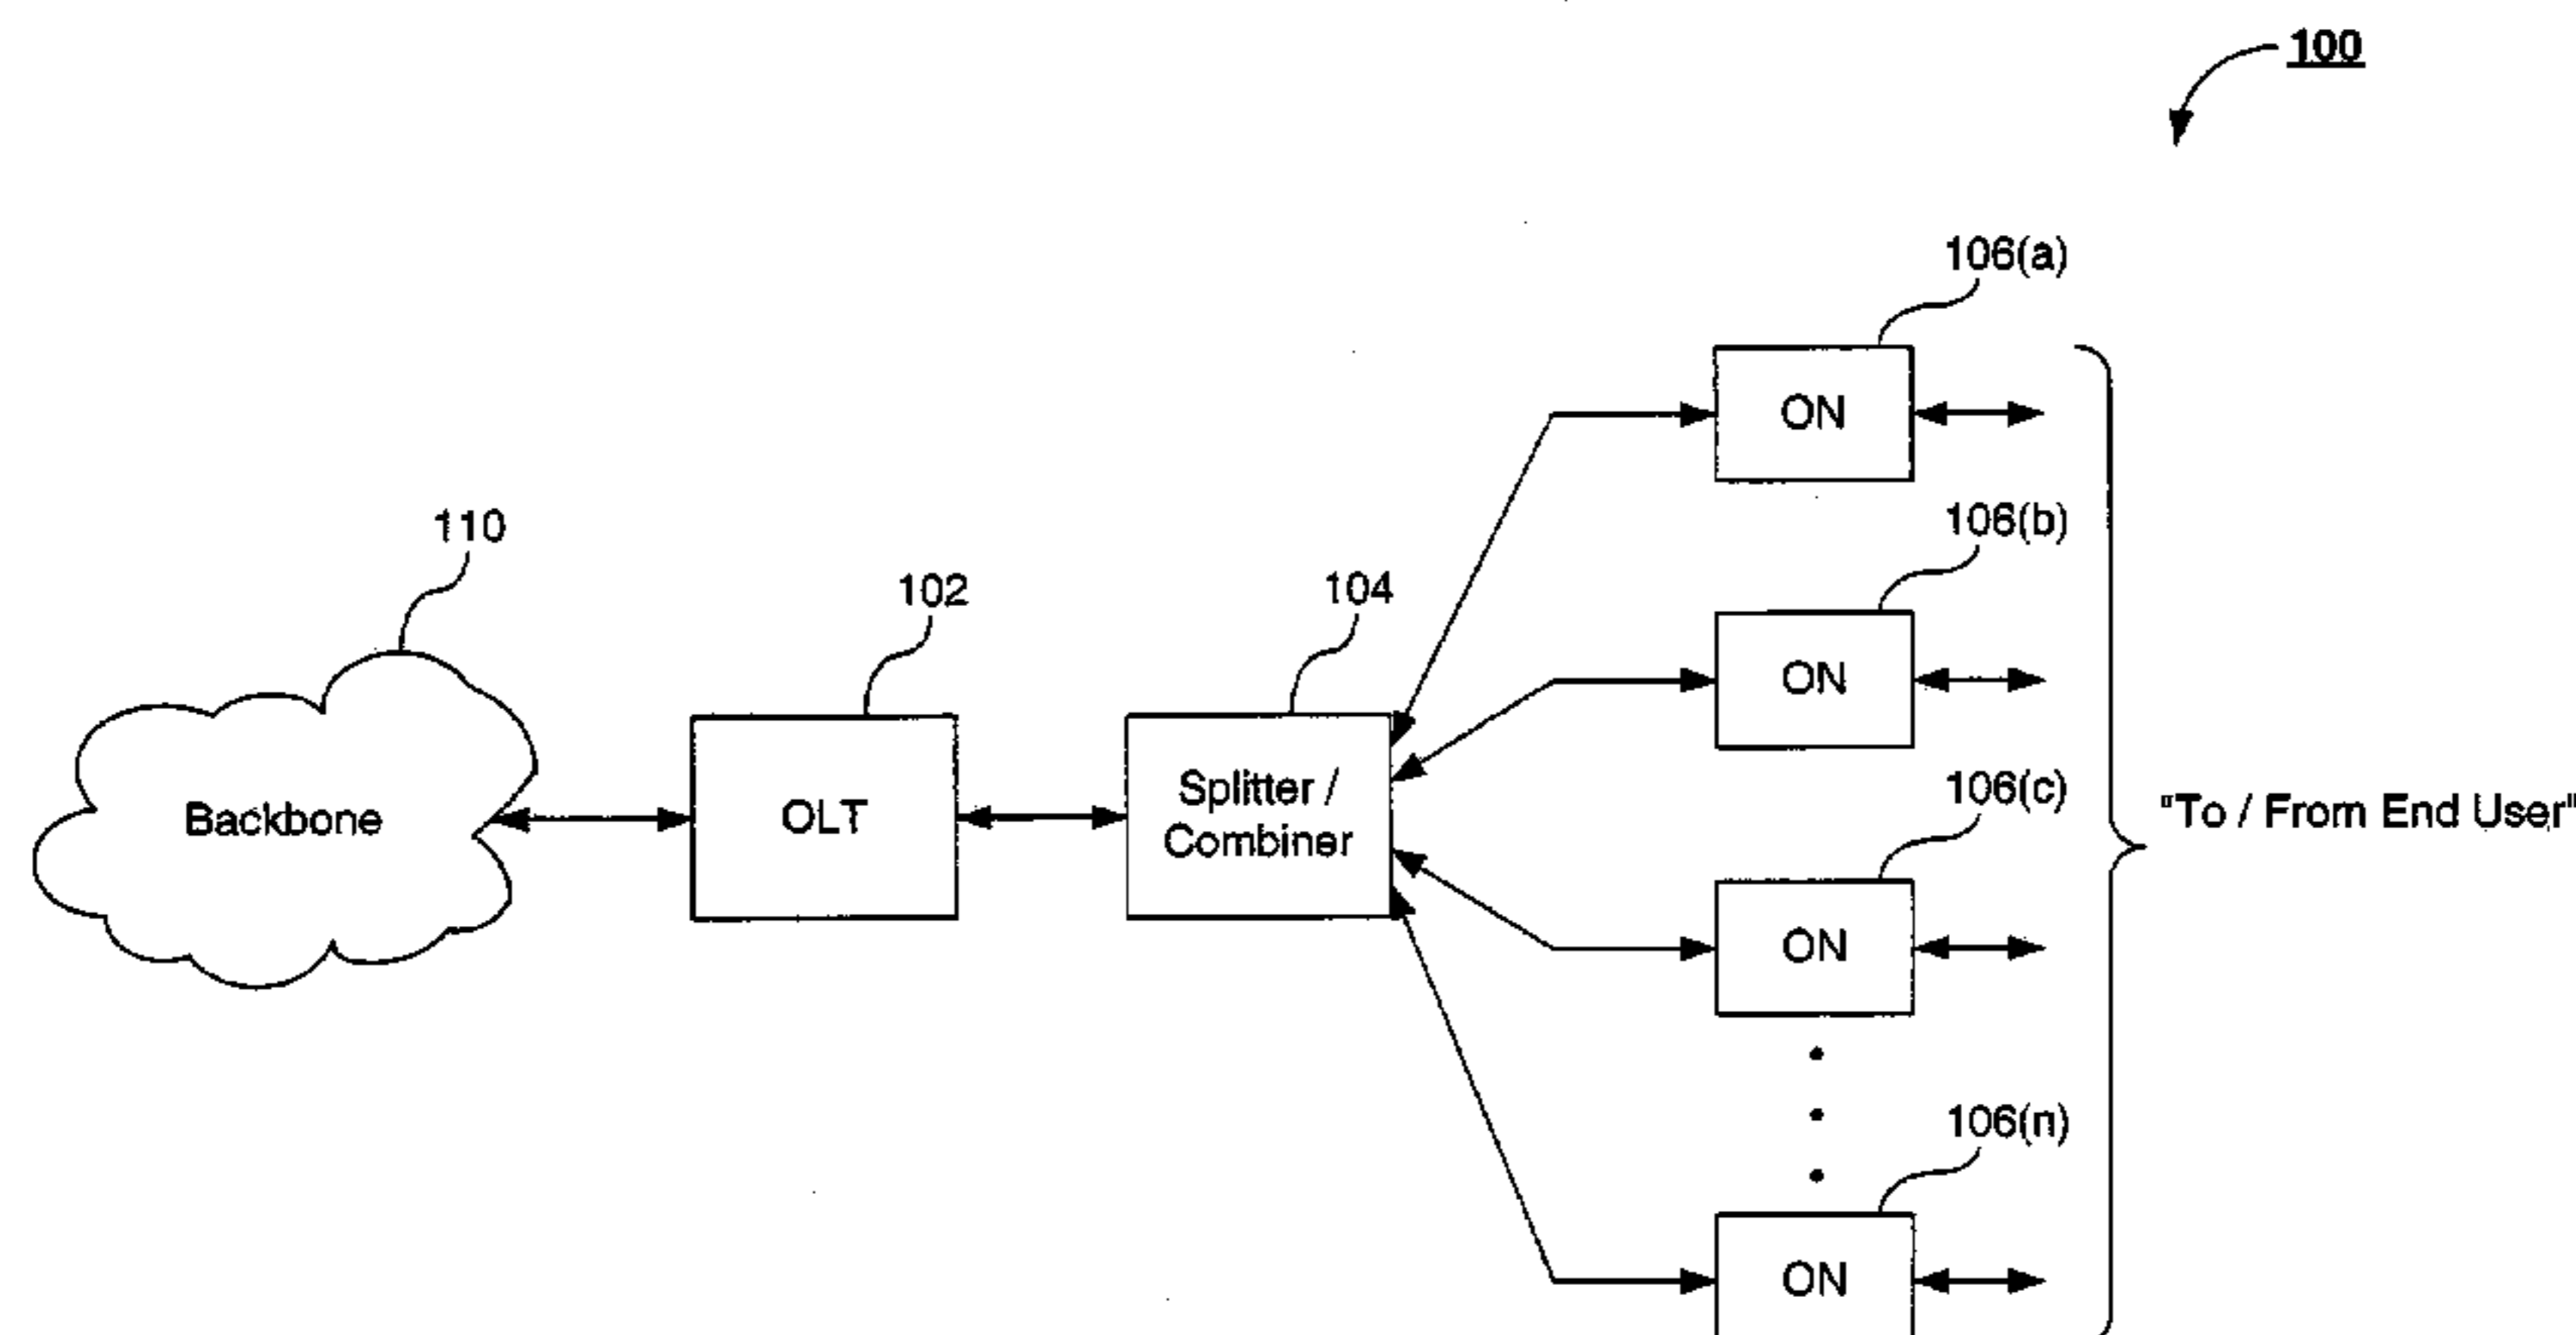 100
106(a)
ON
106(b)
110
102
104
ON
Backbone
OLT
Splitter /
Combiner
106(c)
"To / From End User"
ON
106(n)
ON